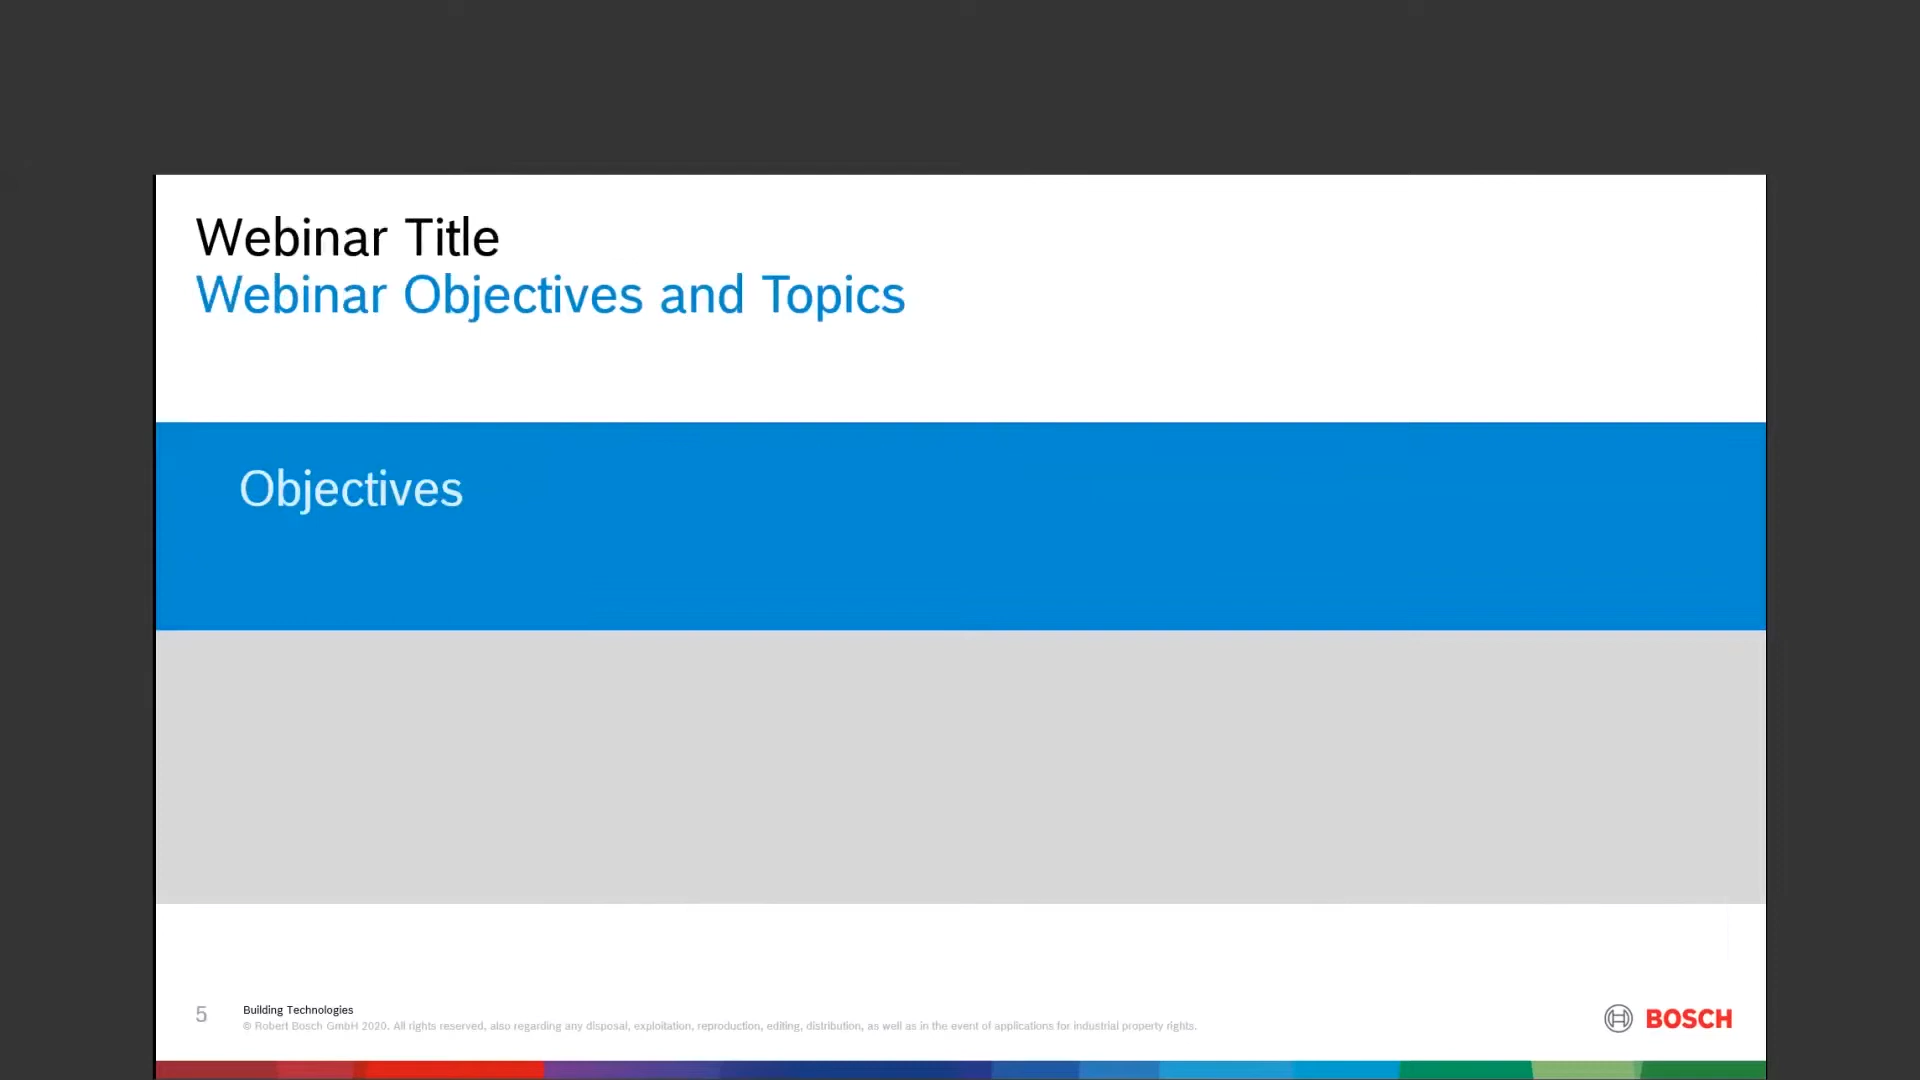 Webinar Title
Webinar Objectives and Topics
Objectives
5
Building Technologies
© Robert Bosch GmbH 2020. All rights reserved, also regarding any disposal, exploitation, reproduction, editing, distribution, as well as in the event of applications for industrial property rights.
BOSCH